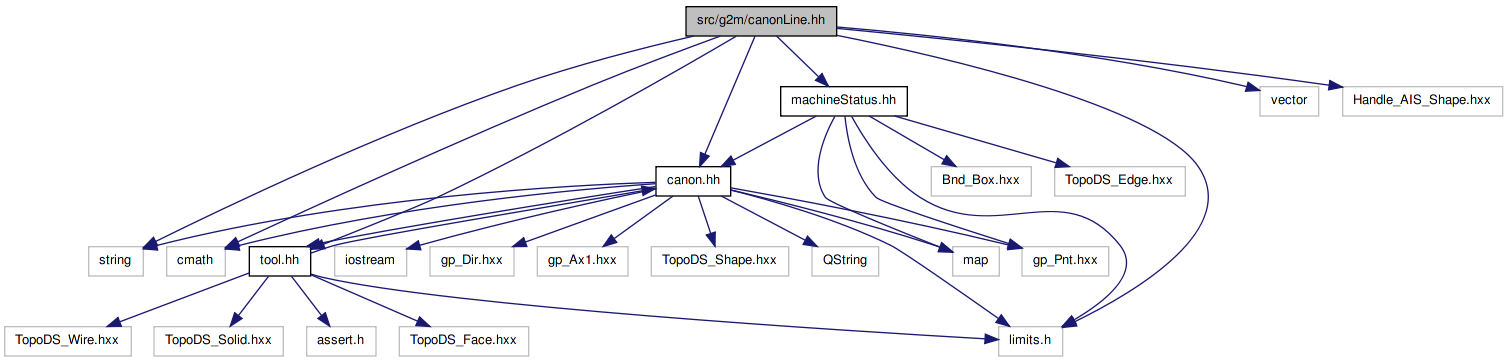 src/g2m/canonLine.hh
machineStatus.hh
vector
Handle_AIS_Shape.hxx
canon.hh
Bnd_Box.hxx
TopoDS_Edge.hxx
string
cmath
tool.hh
iostream
gp_Dir.hxx
gp_Ax1.hxx
TopoDS_Shape.hxx
QString
map
gp_Pnt.hxx
TopoDS_Wire.hxx
TopoDS_Solid.hxx
assert.h
TopoDS_Face.hxx
limits.h